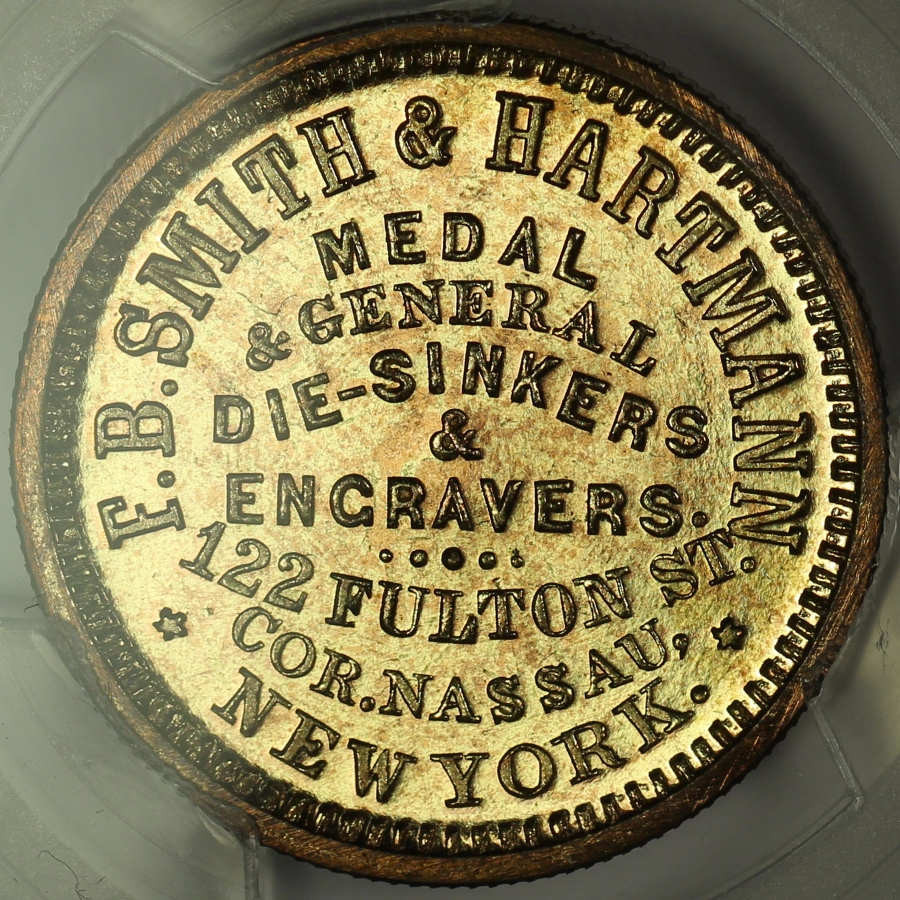 F.B. SMITH & HARTMANN
MEDAL
& GENERAL
DIE-SINKERS
&
ENGRAVERS.
122 FULTON ST.
COR. NASSAU,
NEW YORK.